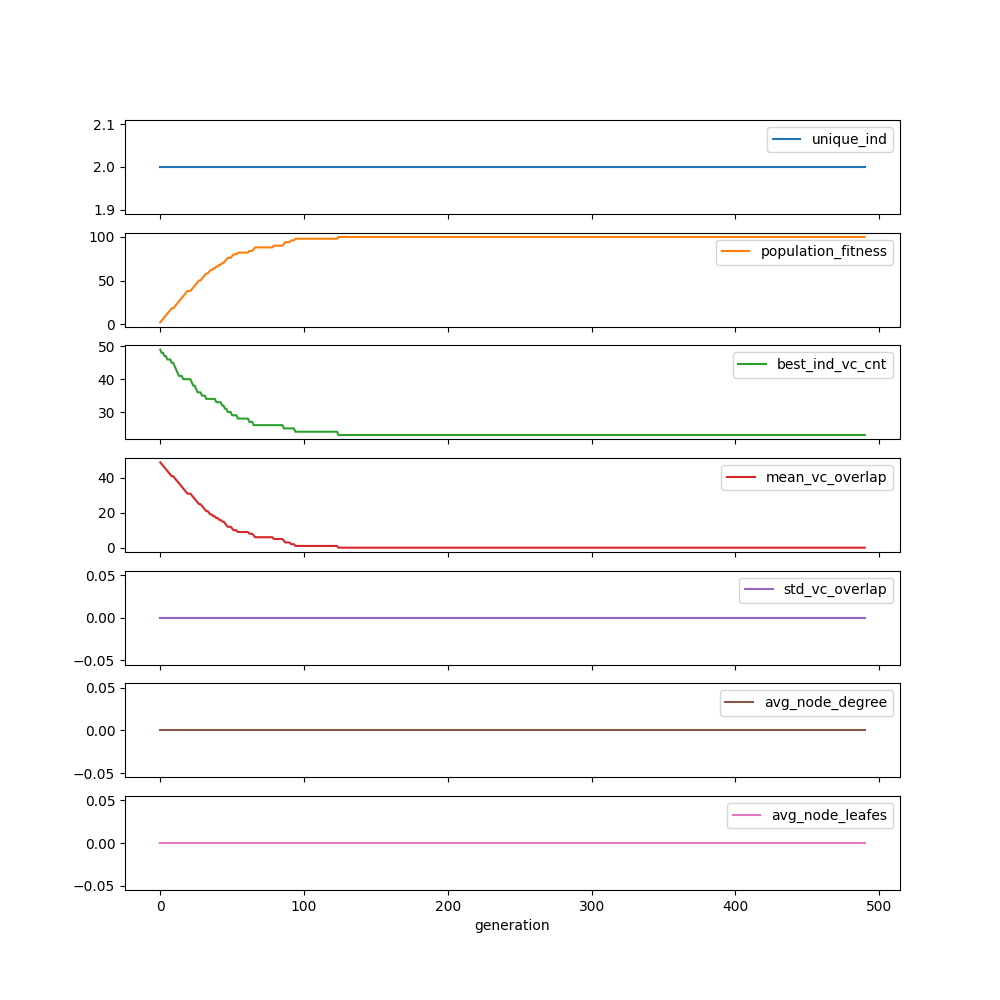 2.1
unique_ind
2.0
1.9
100
population_fitness
50
0
50
best_ind_vc_cnt
40
30
mean_vc_overlap
40
20
0
0.05
std_vc_overlap
0.00
−0.05
0.05
avg_node_degree
0.00
−0.05
0.05
avg_node_leafes
0.00
−0.05
0 100 200 300 400 500
generation